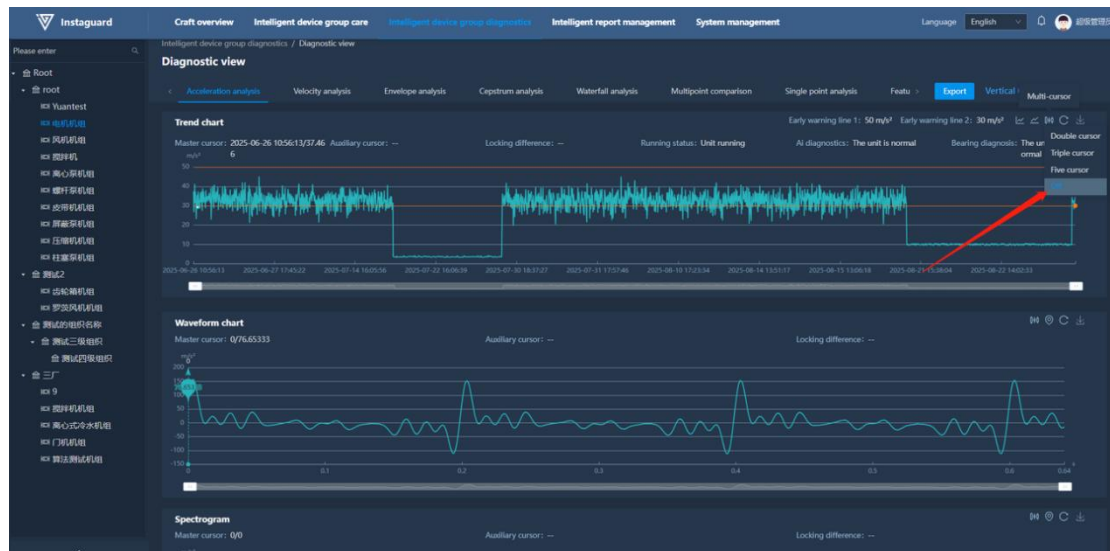 Instaguard
Craft overview
Intelligent device group care
Intelligent device group diagnostics
Intelligent report management
System management
Language
English
超级管理员
Please enter
Root
root
Yuantest
电机机组
风机机组
搅拌机
离心泵机组
螺杆泵机组
皮带机机组
屏蔽泵机组
压缩机机组
柱塞泵机组
测试2
齿轮箱机组
罗茨风机机组
测试的组织名称
测试三级组织
测试四级组织
三厂
9
搅拌机机组
离心式冷水机组
门机机组
算法测试机组
Intelligent device group diagnostics / Diagnostic view
Diagnostic view
Acceleration analysis
Velocity analysis
Envelope analysis
Cepstrum analysis
Waterfall analysis
Multipoint comparison
Single point analysis
Featu
Export
Vertical
Multi-cursor
Double cursor
Triple cursor
Five cursor
Trend chart
Early warning line 1: 50 m/s² Early warning line 2: 30 m/s²
Master cursor: 2025-06-26 10:56:13/37.46
6
Auxiliary cursor: --
Locking difference: --
Running status: Unit running
AI diagnostics: The unit is normal
Bearing diagnosis: The un
ormal
m/s²
50
40
30
20
10
0
2025-06-26 10:56:13
2025-06-27 17:45:22
2025-07-14 16:05:56
2025-07-22 16:06:39
2025-07-30 18:37:27
2025-07-31 17:57:46
2025-08-10 17:23:34
2025-08-14 13:51:17
2025-08-15 13:06:18
2025-08-21 15:38:04
2025-08-22 14:02:33
Waveform chart
Master cursor: 0/76.65333
Auxiliary cursor: --
Locking difference: --
m/s²
0
200
150
100
50
0
-50
-100
-150
0
0.1
0.2
0.3
0.4
0.5
0.6
0.64
s
Spectrogram
Master cursor: 0/0
Auxiliary cursor: --
Locking difference: --